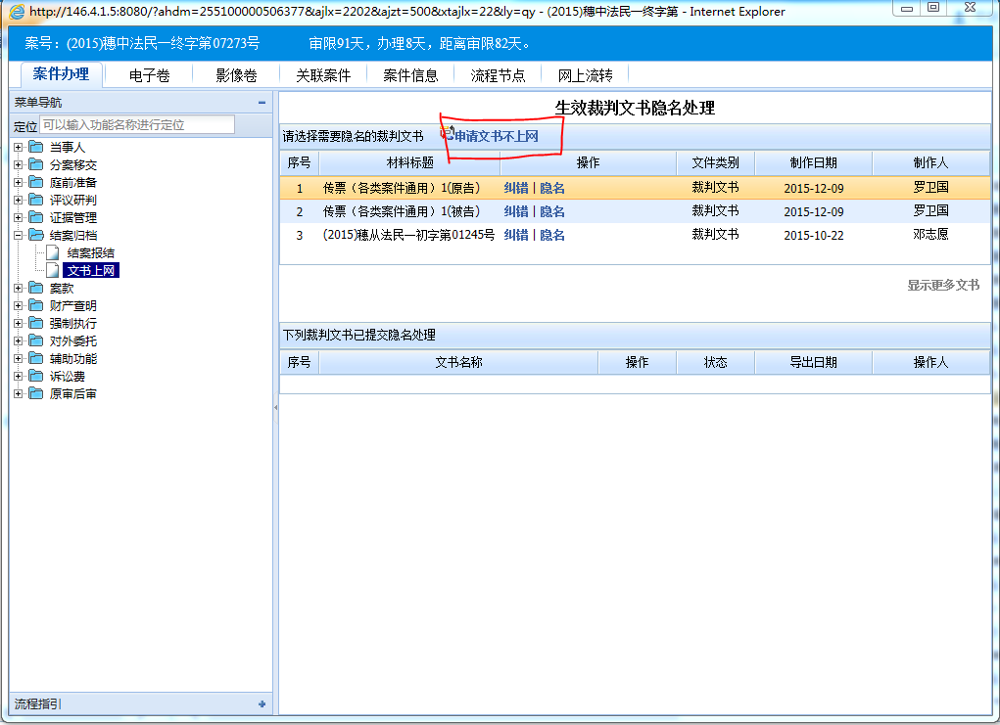 http://146.4.1.5:8080/?ahdm=2551000006506377&ajlx=2202&ajzt=500&xtajlx=22&ly=qy - (2015)穗中法民一终字第 - Internet Explorer
案号：(2015)穗中法民一终字第07273号 审限91天，办理8天，距离审限82天。
案件办理 电子卷 影像卷 关联案件 案件信息 流程节点 网上流转
菜单导航
定位 可以输入功能名称进行定位
当事人
分案移交
庭前准备
评议研判
证据管理
结案归档
结案报结
文书上网
案款
财产查明
强制执行
对外委托
辅助功能
诉讼费
原审后审
流程指引
生效裁判文书隐名处理
请选择需要隐名的裁判文书 申请文书不上网
序号 材料标题 操作 文件类别 制作日期 制作人
1 传票（各类案件通用）1(原告) 纠错 | 隐名 裁判文书 2015-12-09 罗卫国
2 传票（各类案件通用）1(被告) 纠错 | 隐名 裁判文书 2015-12-09 罗卫国
3 (2015)穗从法民一初字第01245号 纠错 | 隐名 裁判文书 2015-10-22 邓志愿
显示更多文书
下列裁判文书已提交隐名处理
序号 文书名称 操作 状态 导出日期 操作人